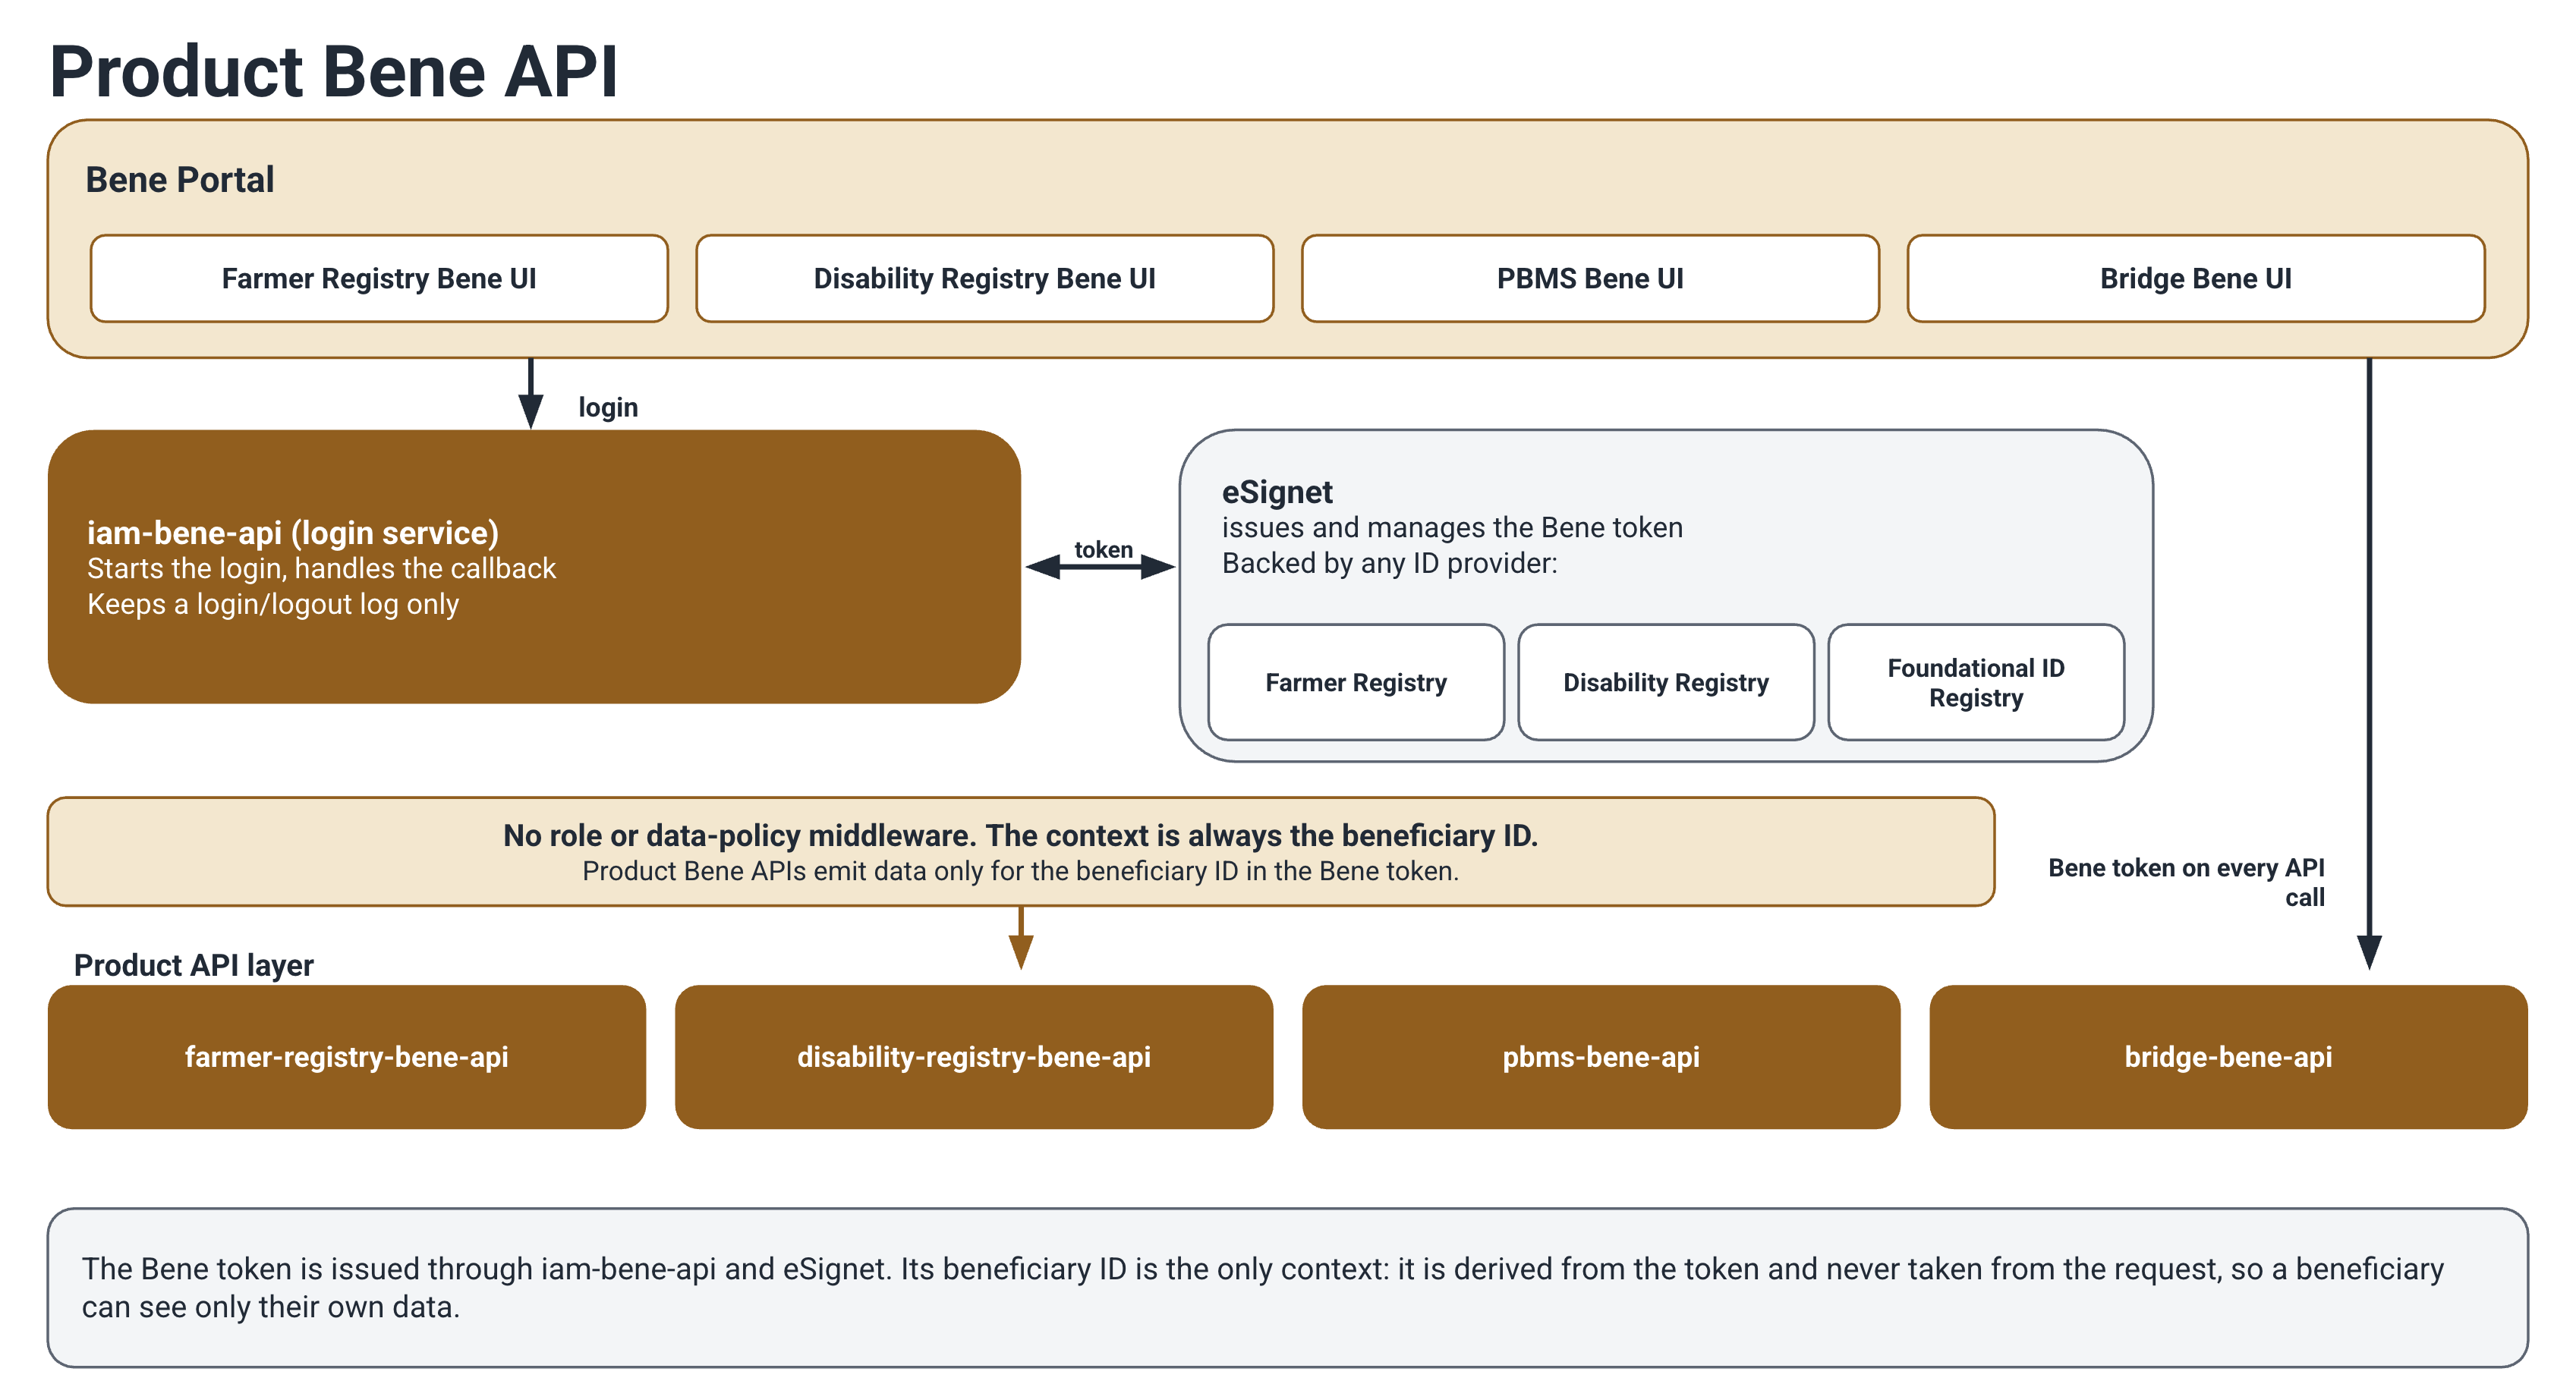 Product Bene API
Bene Portal
Farmer Registry Bene UI
Disability Registry Bene UI
PBMS Bene UI
Bridge Bene UI
login
iam-bene-api (login service)
Starts the login, handles the callback
Keeps a login/logout log only
token
eSignet
issues and manages the Bene token
Backed by any ID provider:
Farmer Registry
Disability Registry
Foundational ID
Registry
No role or data-policy middleware. The context is always the beneficiary ID.
Product Bene APIs emit data only for the beneficiary ID in the Bene token.
Bene token on every API
call
Product API layer
farmer-registry-bene-api
disability-registry-bene-api
pbms-bene-api
bridge-bene-api
The Bene token is issued through iam-bene-api and eSignet. Its beneficiary ID is the only context: it is derived from the token and never taken from the request, so a beneficiary
can see only their own data.